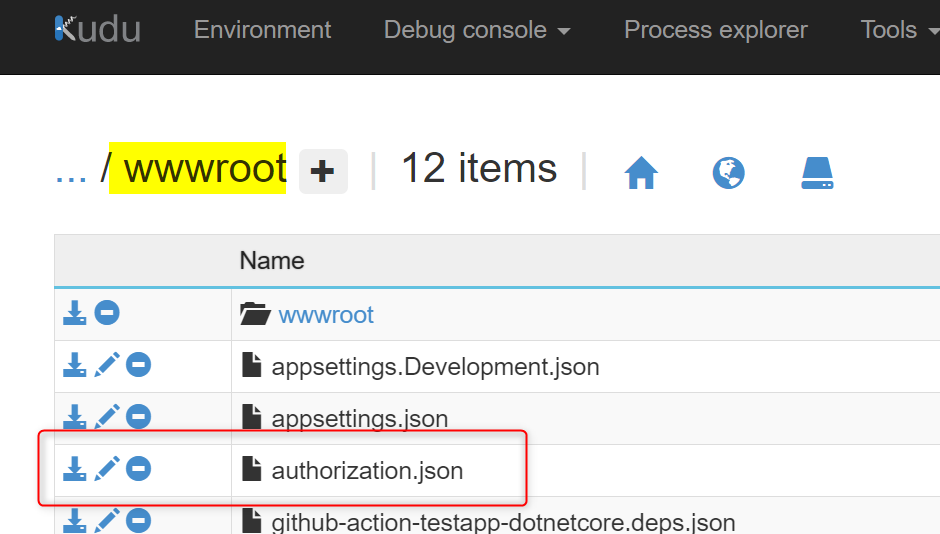 Kudu Environment Debug console Process explorer Tools
... / wwwroot + | 12 items |
Name
wwwroot
appsettings.Development.json
appsettings.json
authorization.json
github-action-testapp-dotnetcore.deps.json